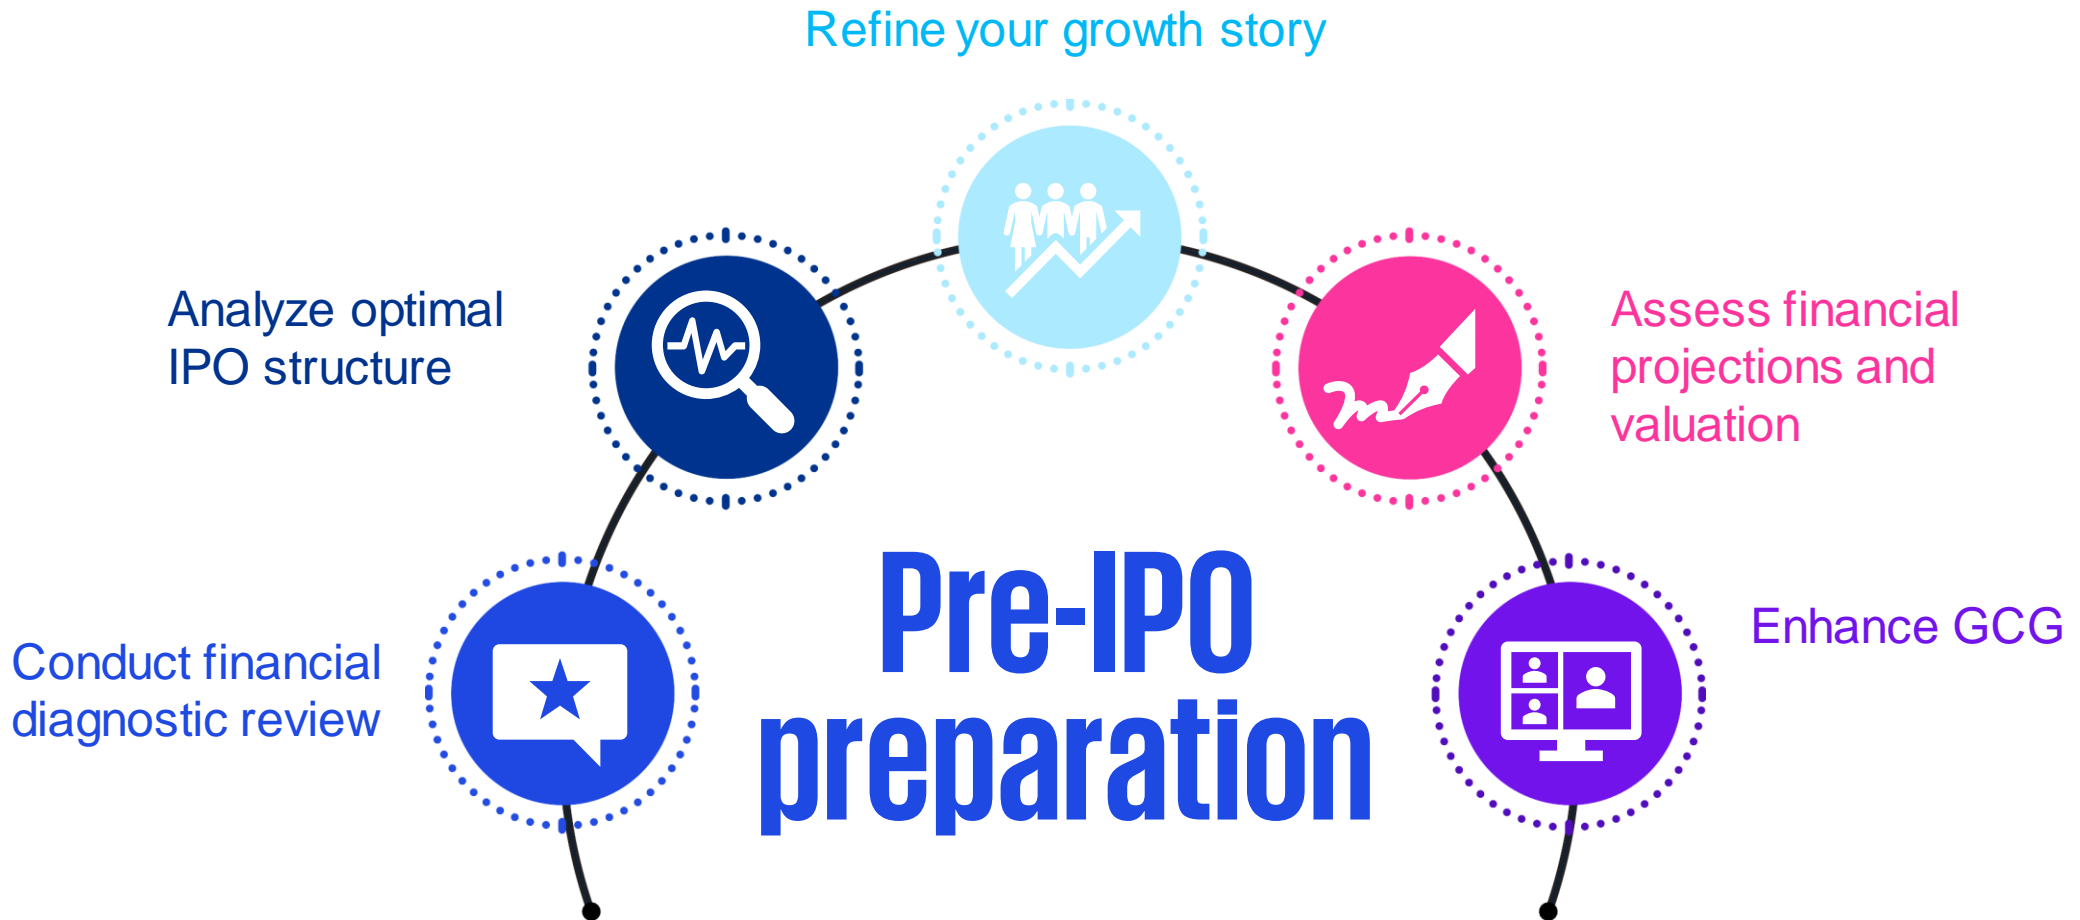 Refine your growth story
Analyze optimal
IPO structure
Assess financial
projections and
valuation
Conduct financial
diagnostic review
Pre-IPO
preparation
Enhance GCG